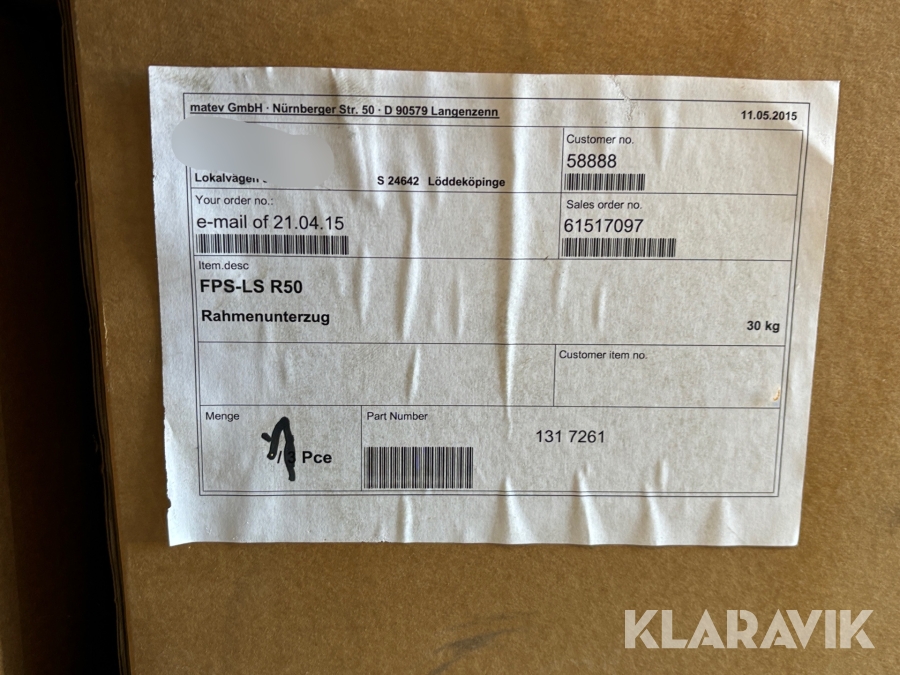 matev GmbH · Nürnberger Str. 50 · D 90579 Langenzenn
11.05.2015
Lokalvägen
S 24642 Löddeköpinge
Customer no.
58888
Your order no.:
e-mail of 21.04.15
Sales order no.
61517097
Item.desc
FPS-LS R50
Rahmenunterzug
30 kg
Customer item no.
Menge
1/3 Pce
Part Number
131 7261
KLARAVIK